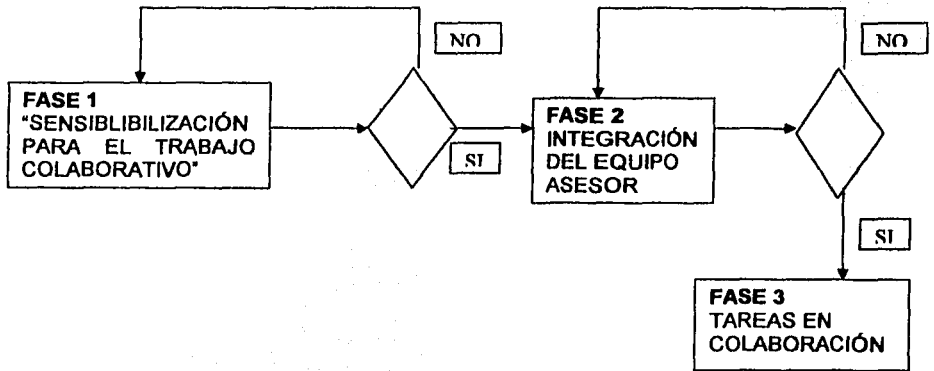 NO
NO
FASE 1
"SENSIBLIBILIZACIÓN
PARA EL TRABAJO
COLABORATIVO"
SI
FASE 2
INTEGRACIÓN
DEL EQUIPO
ASESOR
SI
FASE 3
TAREAS EN
COLABORACIÓN